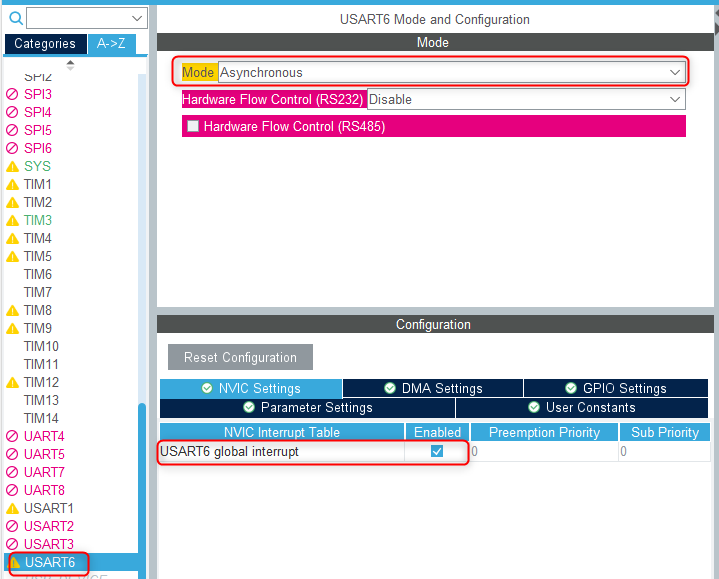 USART6 Mode and Configuration
Categories
A->Z
Mode
SPI2
SPI3
SPI4
SPI5
SPI6
SYS
TIM1
TIM2
TIM3
TIM4
TIM5
TIM6
TIM7
TIM8
TIM9
TIM10
TIM11
TIM12
TIM13
TIM14
UART4
UART5
UART7
UART8
USART1
USART2
USART3
USART6
Mode Asynchronous
Hardware Flow Control (RS232) Disable
Hardware Flow Control (RS485)
Configuration
Reset Configuration
NVIC Settings
DMA Settings
GPIO Settings
Parameter Settings
User Constants
NVIC Interrupt Table Enabled Preemption Priority Sub Priority
USART6 global interrupt 0 0